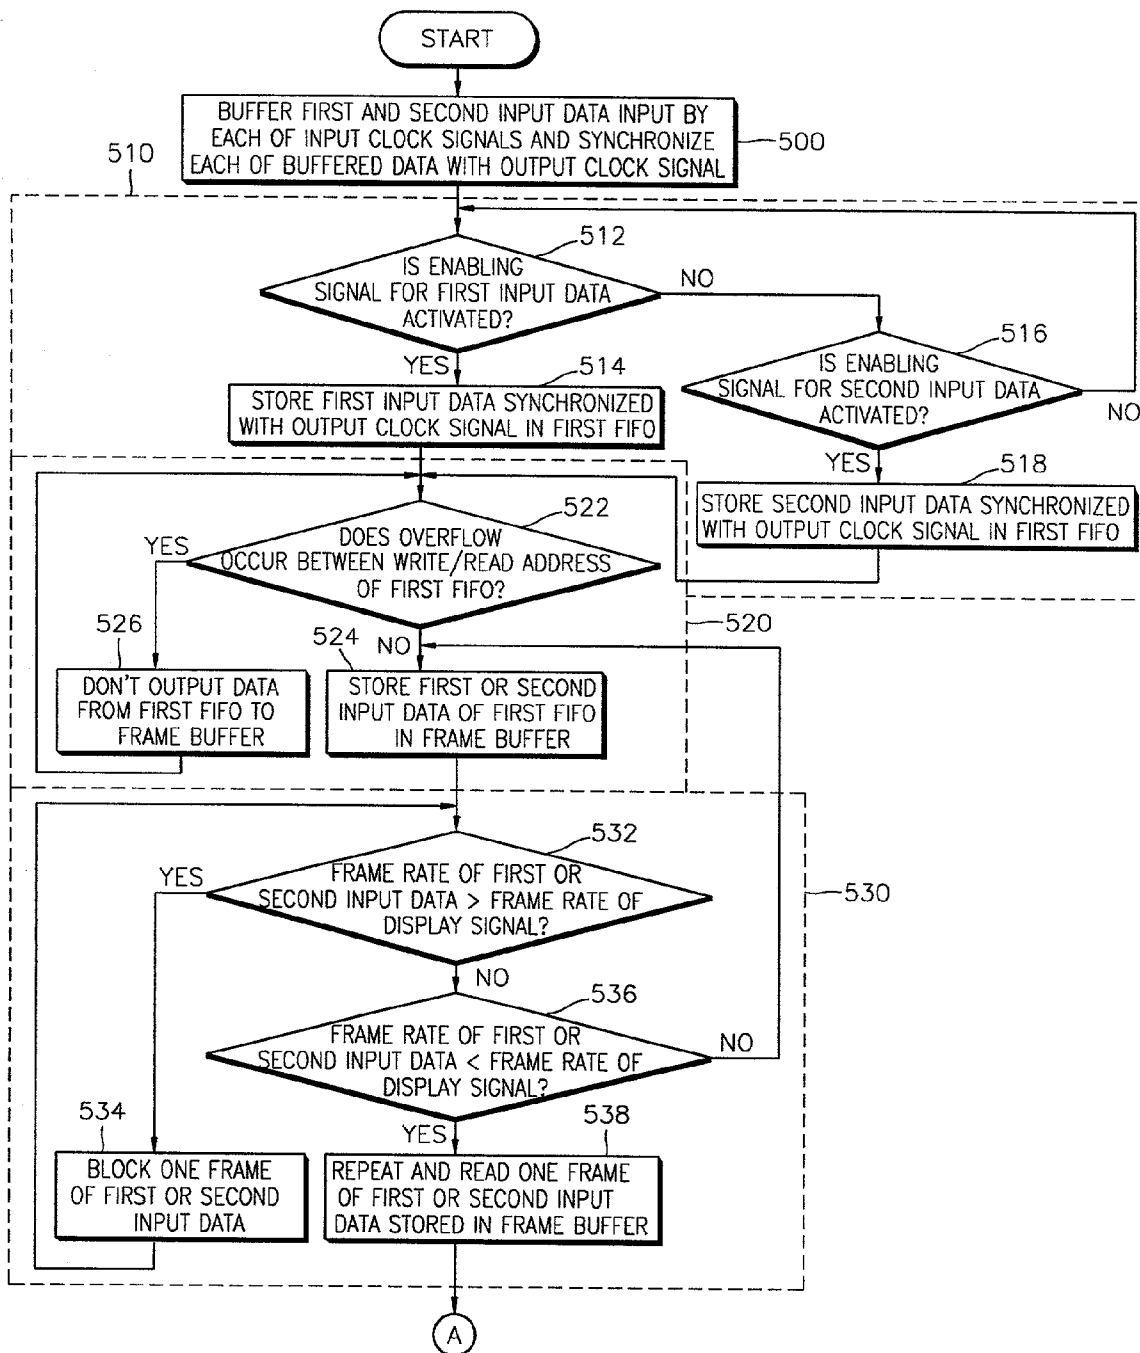 START
BUFFER FIRST AND SECOND INPUT DATA INPUT BY
EACH OF INPUT CLOCK SIGNALS AND SYNCHRONIZE
EACH OF BUFFERED DATA WITH OUTPUT CLOCK SIGNAL
500
510
512
IS ENABLING
SIGNAL FOR FIRST INPUT DATA
ACTIVATED?
NO
YES
514
STORE FIRST INPUT DATA SYNCHRONIZED
WITH OUTPUT CLOCK SIGNAL IN FIRST FIFO
516
IS ENABLING
SIGNAL FOR SECOND INPUT DATA
ACTIVATED?
NO
YES
518
STORE SECOND INPUT DATA SYNCHRONIZED
WITH OUTPUT CLOCK SIGNAL IN FIRST FIFO
522
DOES OVERFLOW
OCCUR BETWEEN WRITE/READ ADDRESS
OF FIRST FIFO?
YES
NO
520
526
DON'T OUTPUT DATA
FROM FIRST FIFO TO
FRAME BUFFER
524
STORE FIRST OR SECOND
INPUT DATA OF FIRST FIFO
IN FRAME BUFFER
532
FRAME RATE OF FIRST OR
SECOND INPUT DATA > FRAME RATE OF
DISPLAY SIGNAL?
YES
NO
530
536
FRAME RATE OF FIRST OR
SECOND INPUT DATA < FRAME RATE OF
DISPLAY SIGNAL?
NO
YES
534
BLOCK ONE FRAME
OF FIRST OR SECOND
INPUT DATA
538
REPEAT AND READ ONE FRAME
OF FIRST OR SECOND INPUT
DATA STORED IN FRAME BUFFER
A